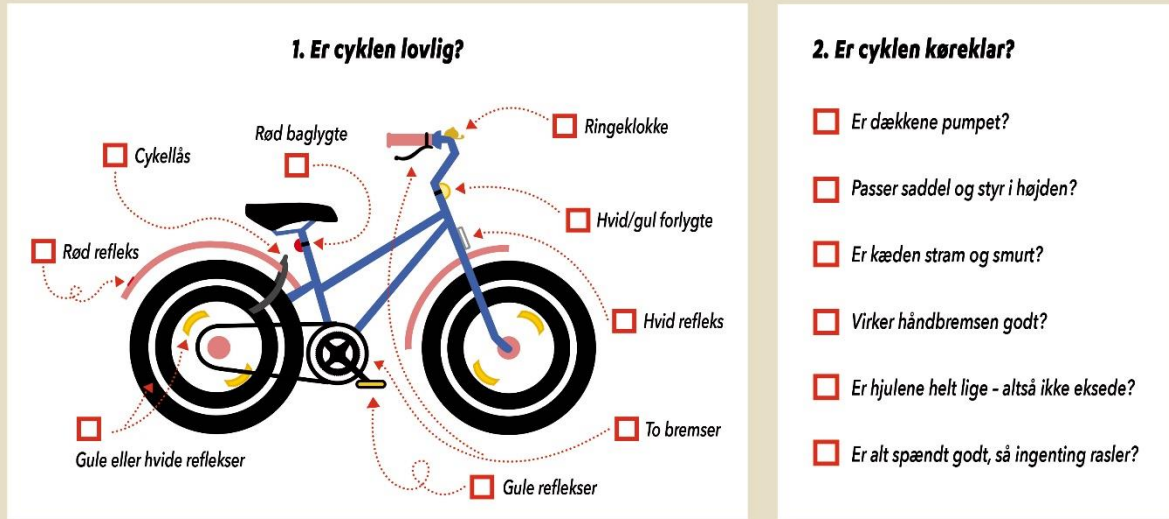 1. Er cyklen lovlig?
Ringeklokke
Rød baglygte
Cykellås
Hvid/gul forlygte
Rød refleks
Hvid refleks
To bremser
Gule eller hvide reflekser
Gule reflekser
2. Er cyklen køreklar?
Er dækkene pumpet?
Passer saddel og styr i højden?
Er kæden stram og smurt?
Virker håndbremsen godt?
Er hjulene helt lige – altså ikke eksede?
Er alt spændt godt, så ingenting rasler?